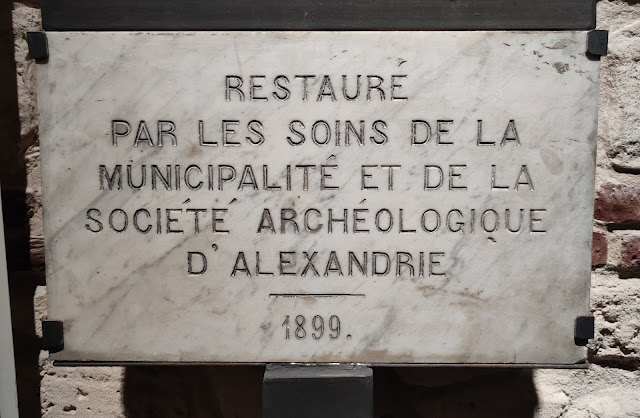 RESTAURÉ
PAR LES SOINS DE LA
MUNICIPALITÉ ET DE LA
SOCIÉTÉ ARCHÉOLOGIQUE
D'ALEXANDRIE
1899.